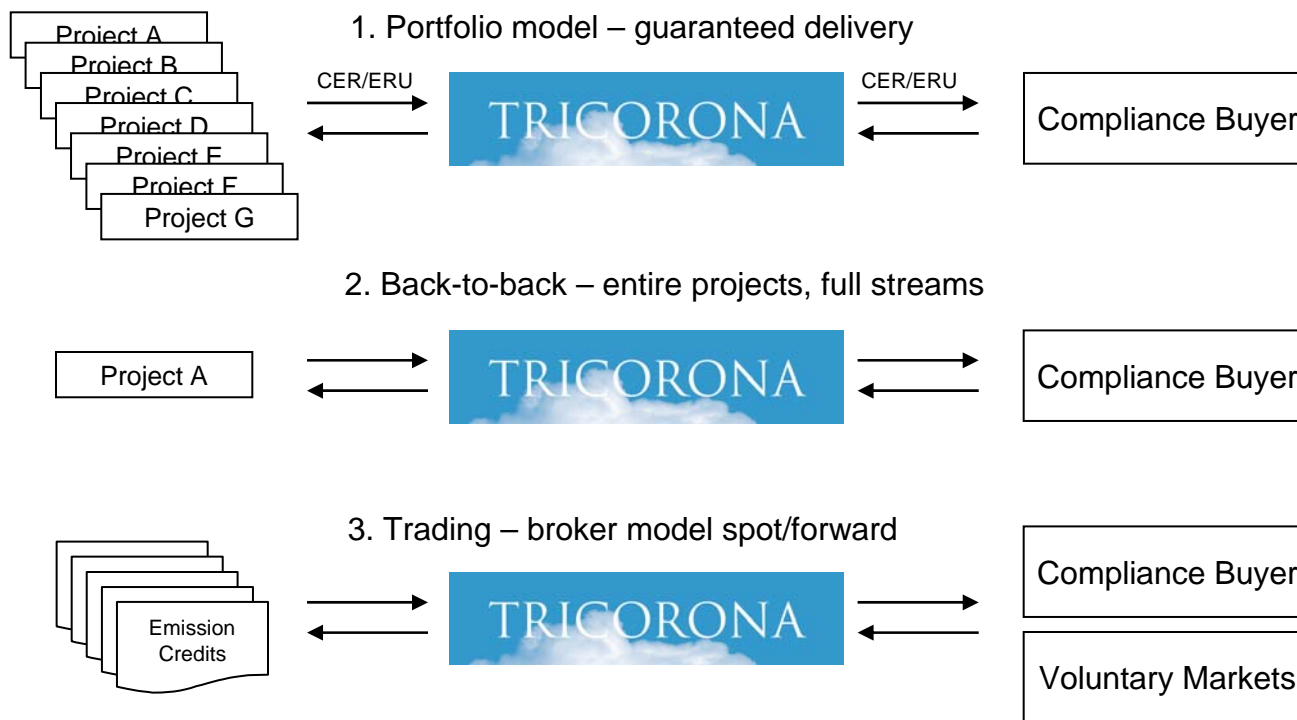 1. Portfolio model – guaranteed delivery
Project A
Project B
Project C
Project D
Project E
Project F
Project G
CER/ERU
TRICORONA
CER/ERU
Compliance Buyer
2. Back-to-back – entire projects, full streams
Project A
TRICORONA
Compliance Buyer
3. Trading – broker model spot/forward
Emission
Credits
TRICORONA
Compliance Buyer
Voluntary Markets